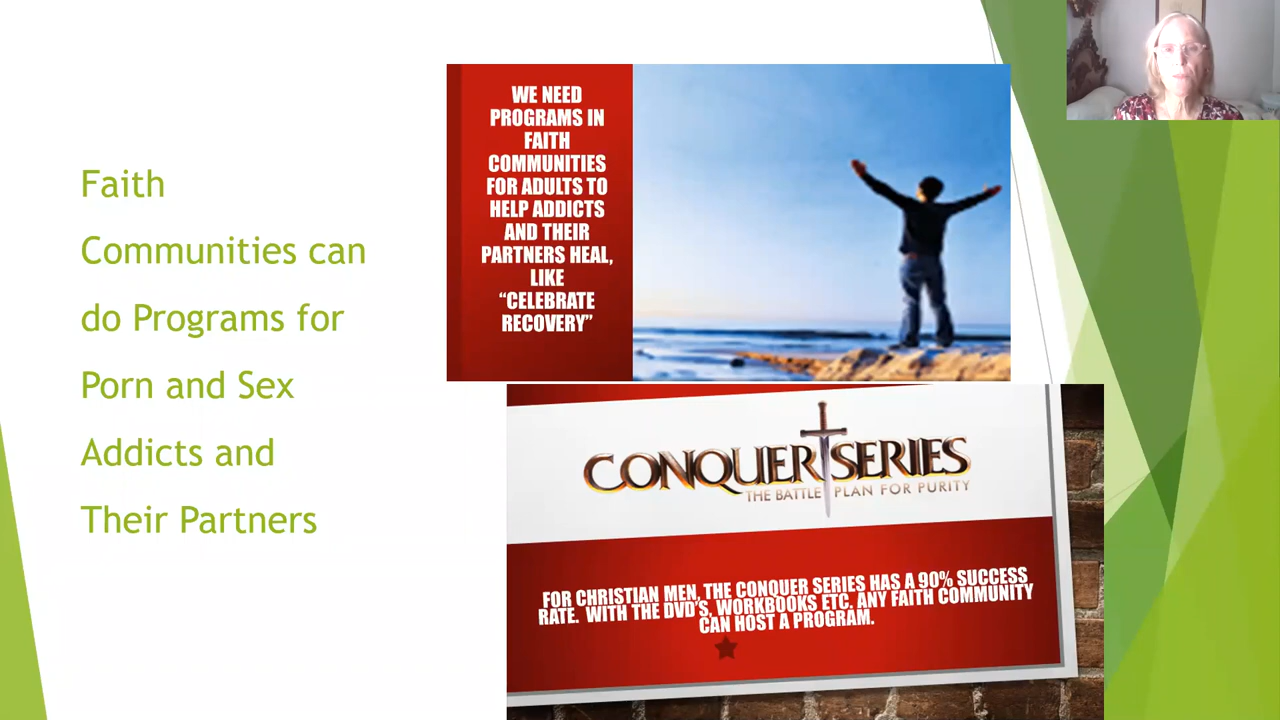 Faith
Communities can
do Programs for
Porn and Sex
Addicts and
Their Partners
WE NEED
PROGRAMS IN
FAITH
COMMUNITIES
FOR ADULTS TO
HELP ADDICTS
AND THEIR
PARTNERS HEAL,
LIKE
“CELEBRATE
RECOVERY”
CONQUER SERIES
THE BATTLE PLAN FOR PURITY
FOR CHRISTIAN MEN, THE CONQUER SERIES HAS A 90% SUCCESS
RATE. WITH THE DVD’S, WORKBOOKS ETC. ANY FAITH COMMUNITY
CAN HOST A PROGRAM.